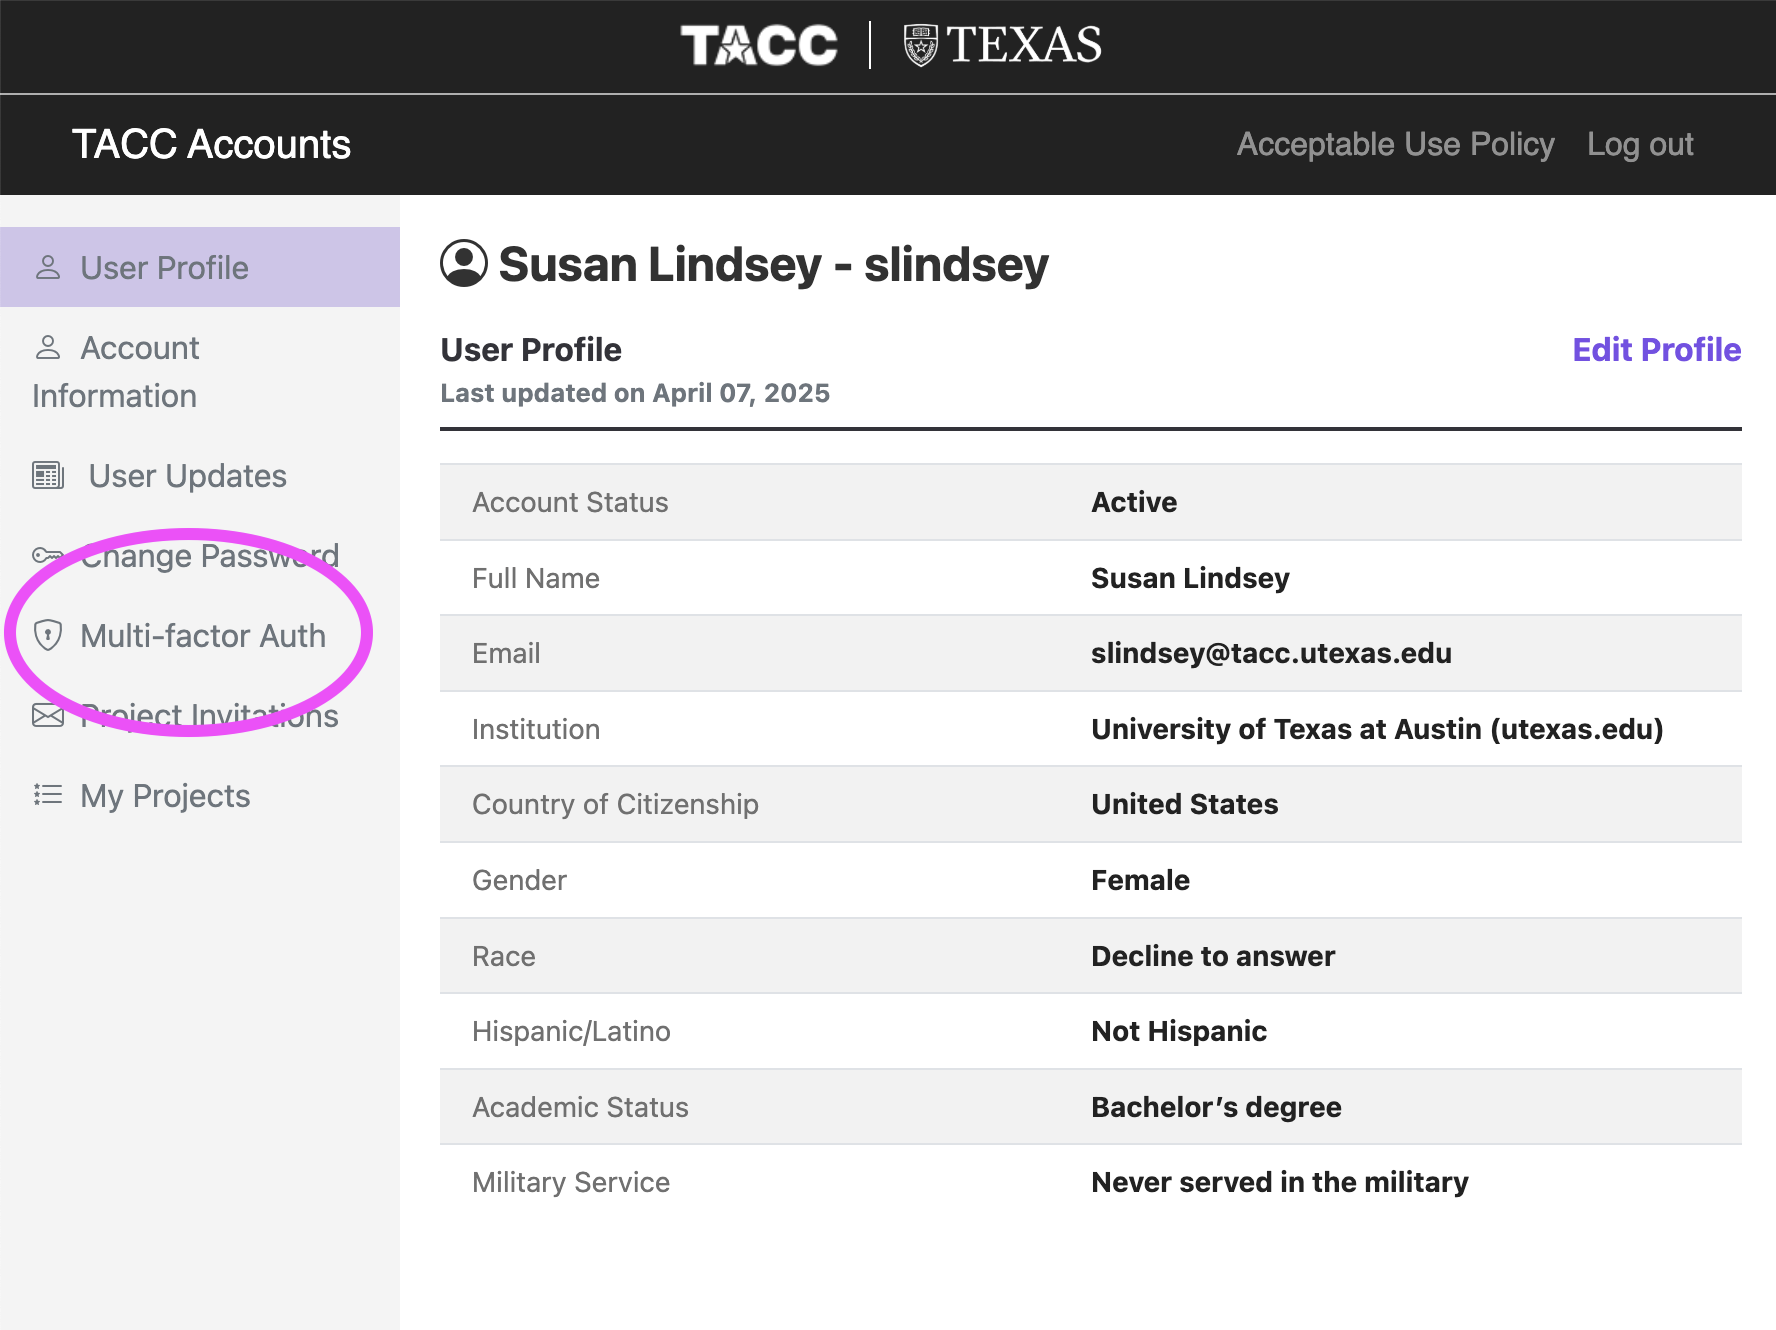 TACC TEXAS
TACC Accounts Acceptable Use Policy Log out
User Profile
Account
Information
User Updates
Change Password
Multi-factor Auth
Project Invitations
My Projects
Susan Lindsey - slindsey
User Profile Edit Profile
Last updated on April 07, 2025
Account Status Active
Full Name Susan Lindsey
Email slindsey@tacc.utexas.edu
Institution University of Texas at Austin (utexas.edu)
Country of Citizenship United States
Gender Female
Race Decline to answer
Hispanic/Latino Not Hispanic
Academic Status Bachelor’s degree
Military Service Never served in the military